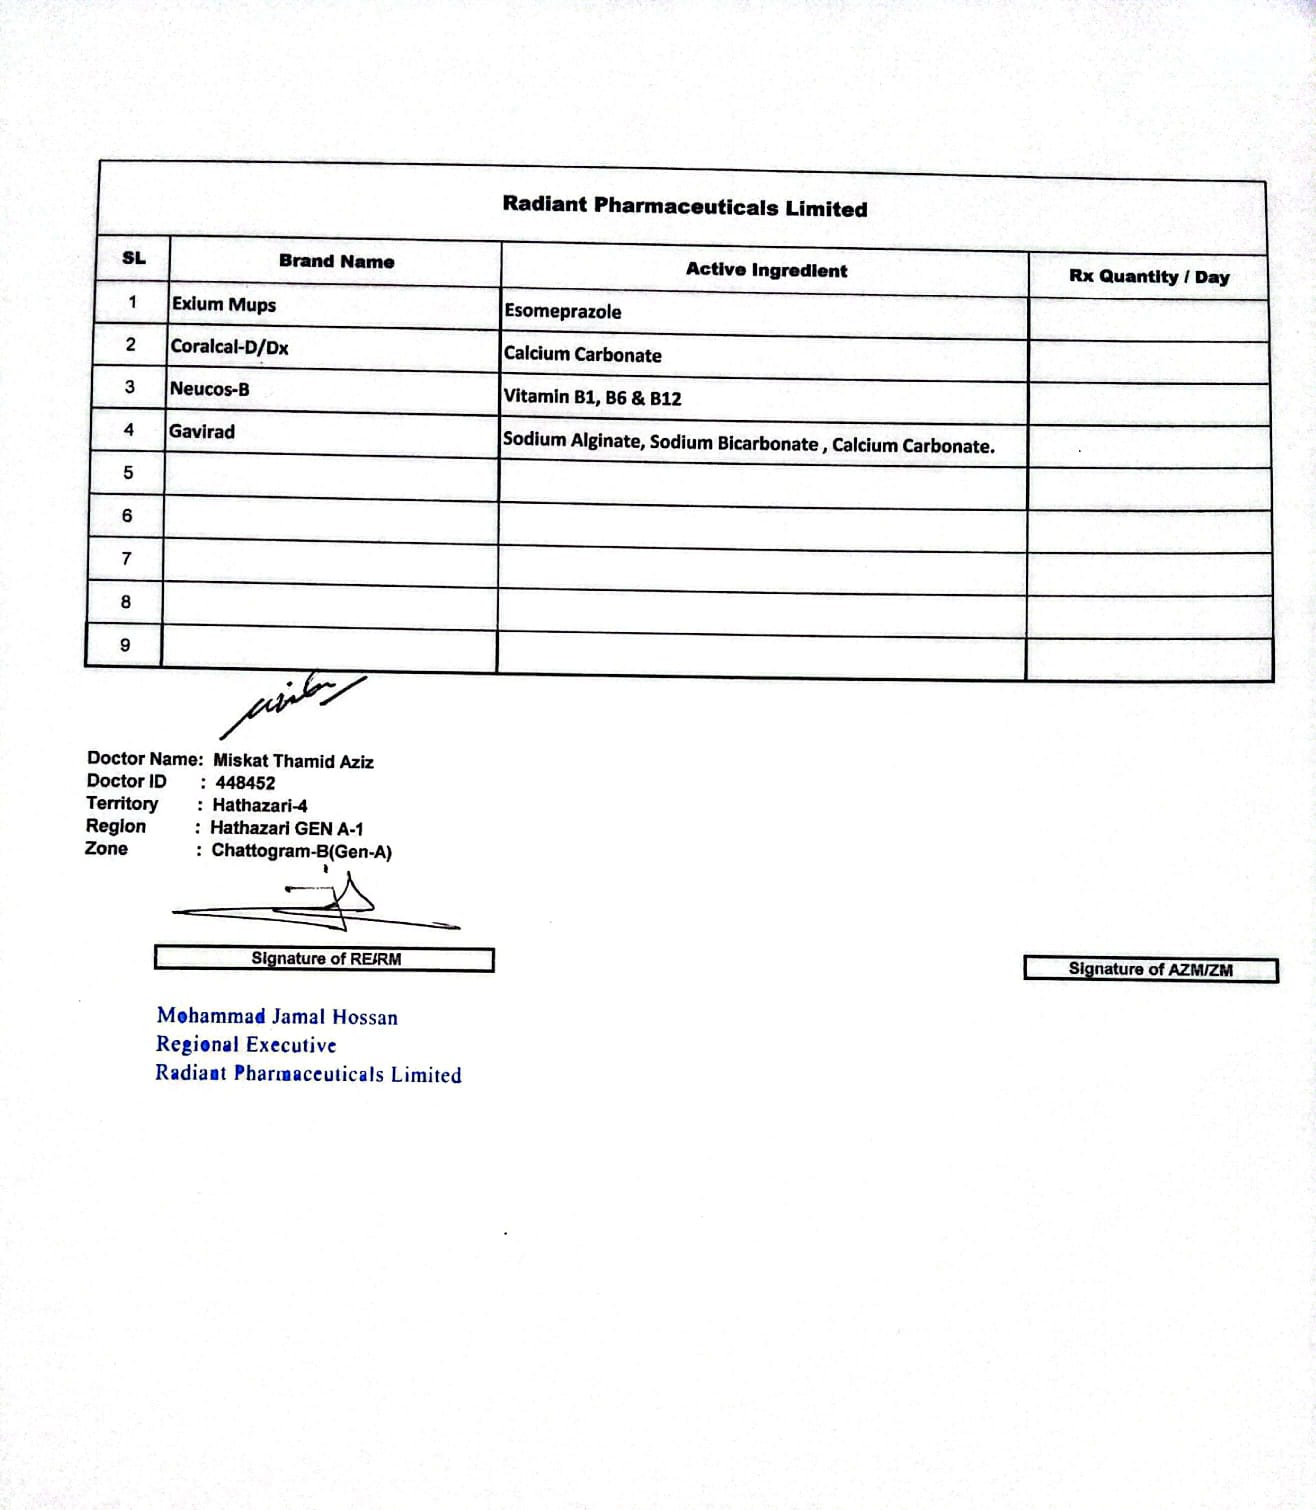 Radiant Pharmaceuticals Limited
SL Brand Name Active Ingredient Rx Quantity / Day
1 Exium Mups Esomeprazole
2 Coralcal-D/Dx Calcium Carbonate
3 Neucos-B Vitamin B1, B6 & B12
4 Gavirad Sodium Alginate, Sodium Bicarbonate , Calcium Carbonate.
5
6
7
8
9
Doctor Name: Miskat Thamid Aziz
Doctor ID : 448452
Territory : Hathazari-4
Region : Hathazari GEN A-1
Zone : Chattogram-B(Gen-A)
Signature of RE/RM Signature of AZM/ZM
Mohammad Jamal Hossan
Regional Executive
Radiant Pharmaceuticals Limited